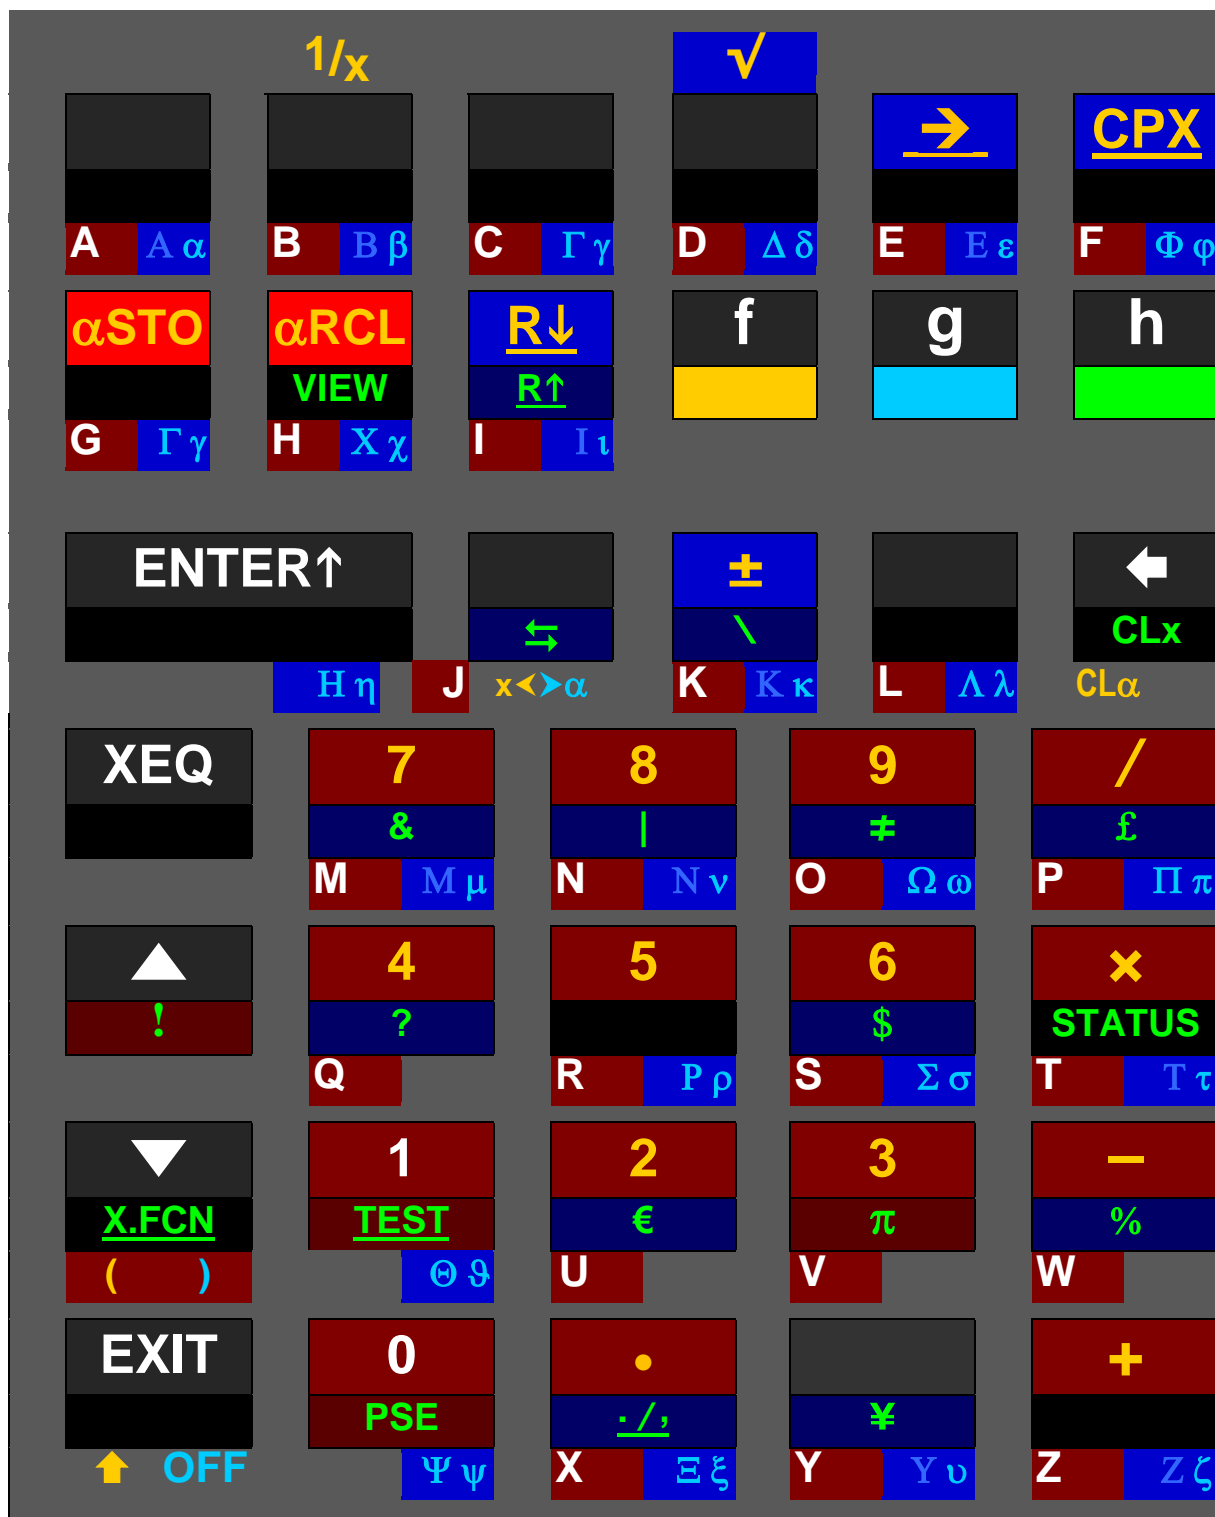 1/x √
→ CPX
A Α α B Β β C Γ γ D Δ δ E Ε ε F Φ φ
αSTO αRCL R↓ f g h
VIEW R↑
G Γ γ H Χ χ I Ι ι
ENTER↑ ± 🡄
⇆ \ CLx
Η η J x<>α K Κ κ L Λ λ CLα
XEQ 7 8 9 /
& | ≠ £
M Μ μ N Ν ν O Ω ω P Π π
▲ 4 5 6 ×
! ? $ STATUS
Q R Ρ ρ S Σ σ T Τ τ
▼ 1 2 3 −
X.FCN TEST € π %
( ) Θ ϑ U V W
EXIT 0 • +
PSE ./, ¥
🡅 OFF Ψ ψ X Ξ ξ Y Υ υ Z Ζ ζ